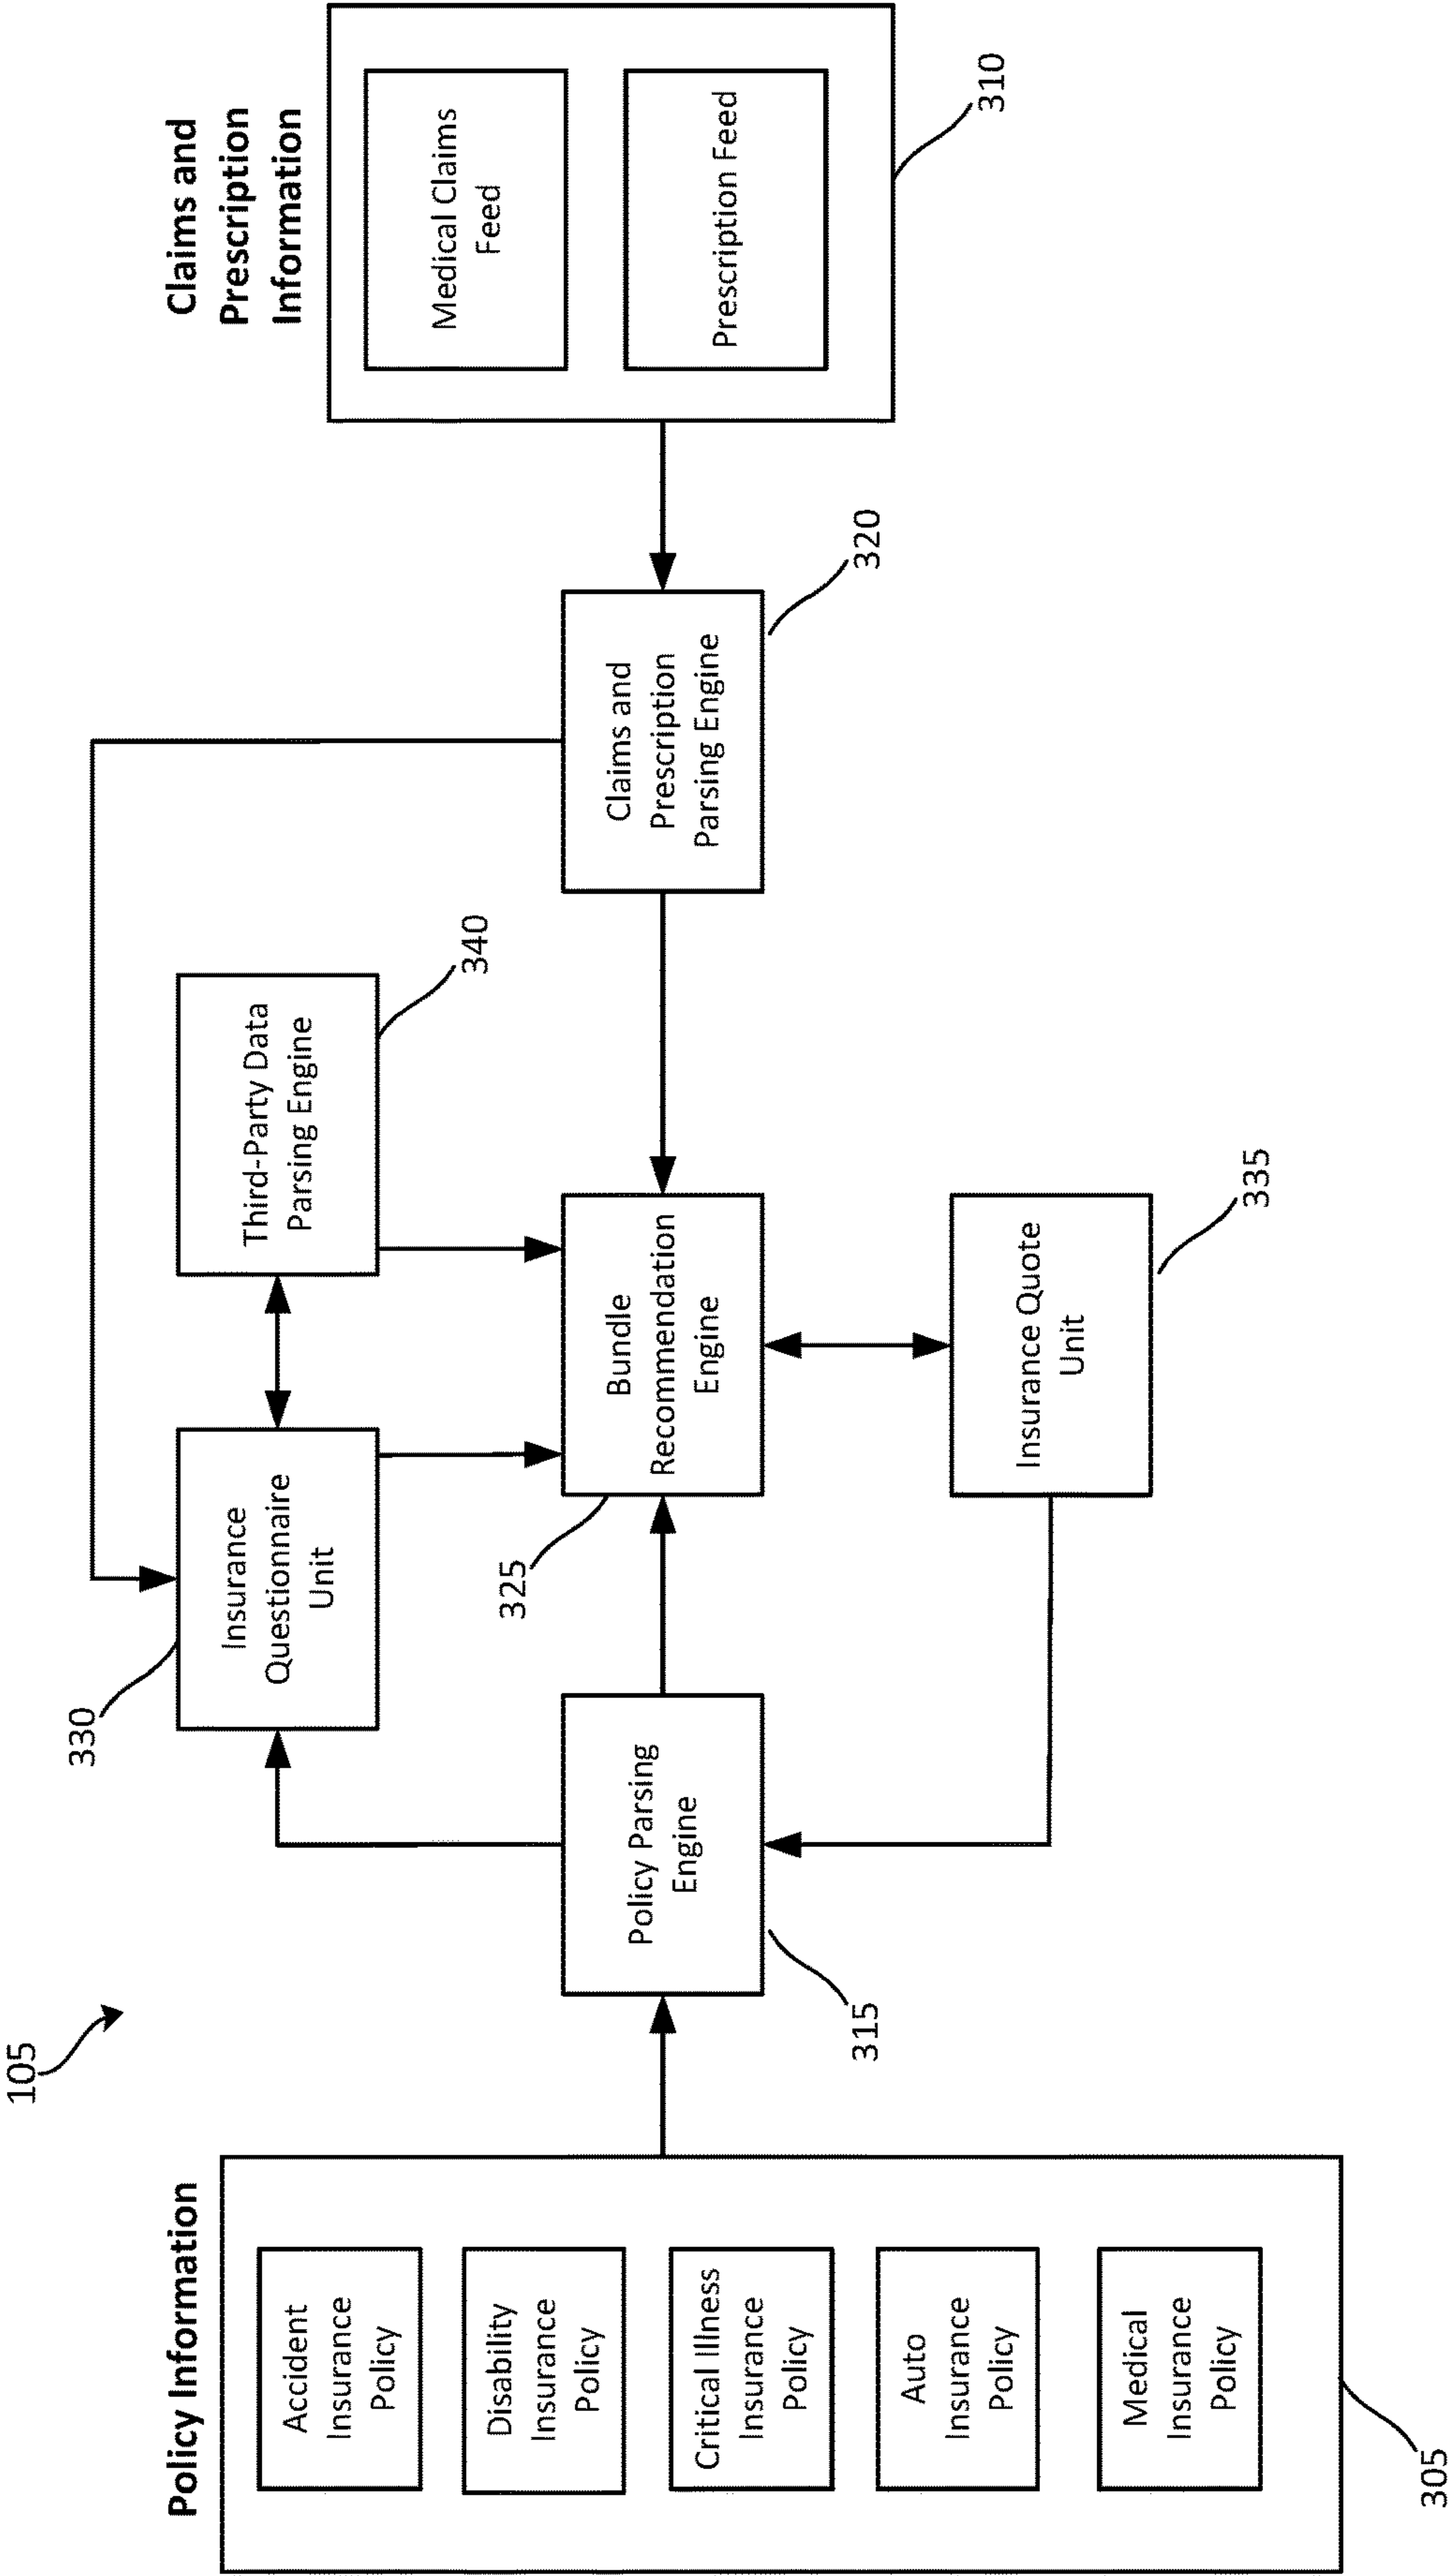 105
Policy Information
Accident
Insurance
Policy
Disability
Insurance
Policy
Critical Illness
Insurance
Policy
Auto
Insurance
Policy
Medical
Insurance
Policy
305
Policy Parsing
Engine
315
330
Insurance
Questionnaire
Unit
Third-Party Data
Parsing Engine
340
325
Bundle
Recommendation
Engine
Insurance Quote
Unit
335
Claims and
Prescription
Parsing Engine
320
Claims and
Prescription
Information
Medical Claims
Feed
Prescription Feed
310